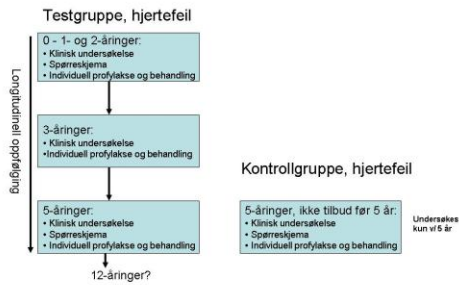 Testgruppe, hjertefeil
0 - 1- og 2-åringer:
• Klinisk undersøkelse
• Spørreskjema
• Individuell profylakse og behandling
Longitudinell oppfølging
3-åringer:
• Klinisk undersøkelse
•Individuell profylakse og behandling
5-åringer:
• Klinisk undersøkelse
• Spørreskjema
• Individuell profylakse og behandling
12-åringer?
Kontrollgruppe, hjertefeil
5-åringer, ikke tilbud før 5 år:
• Klinisk undersøkelse
• Spørreskjema
• Individuell profylakse og behandling
Undersøkes
kun v/ 5 år